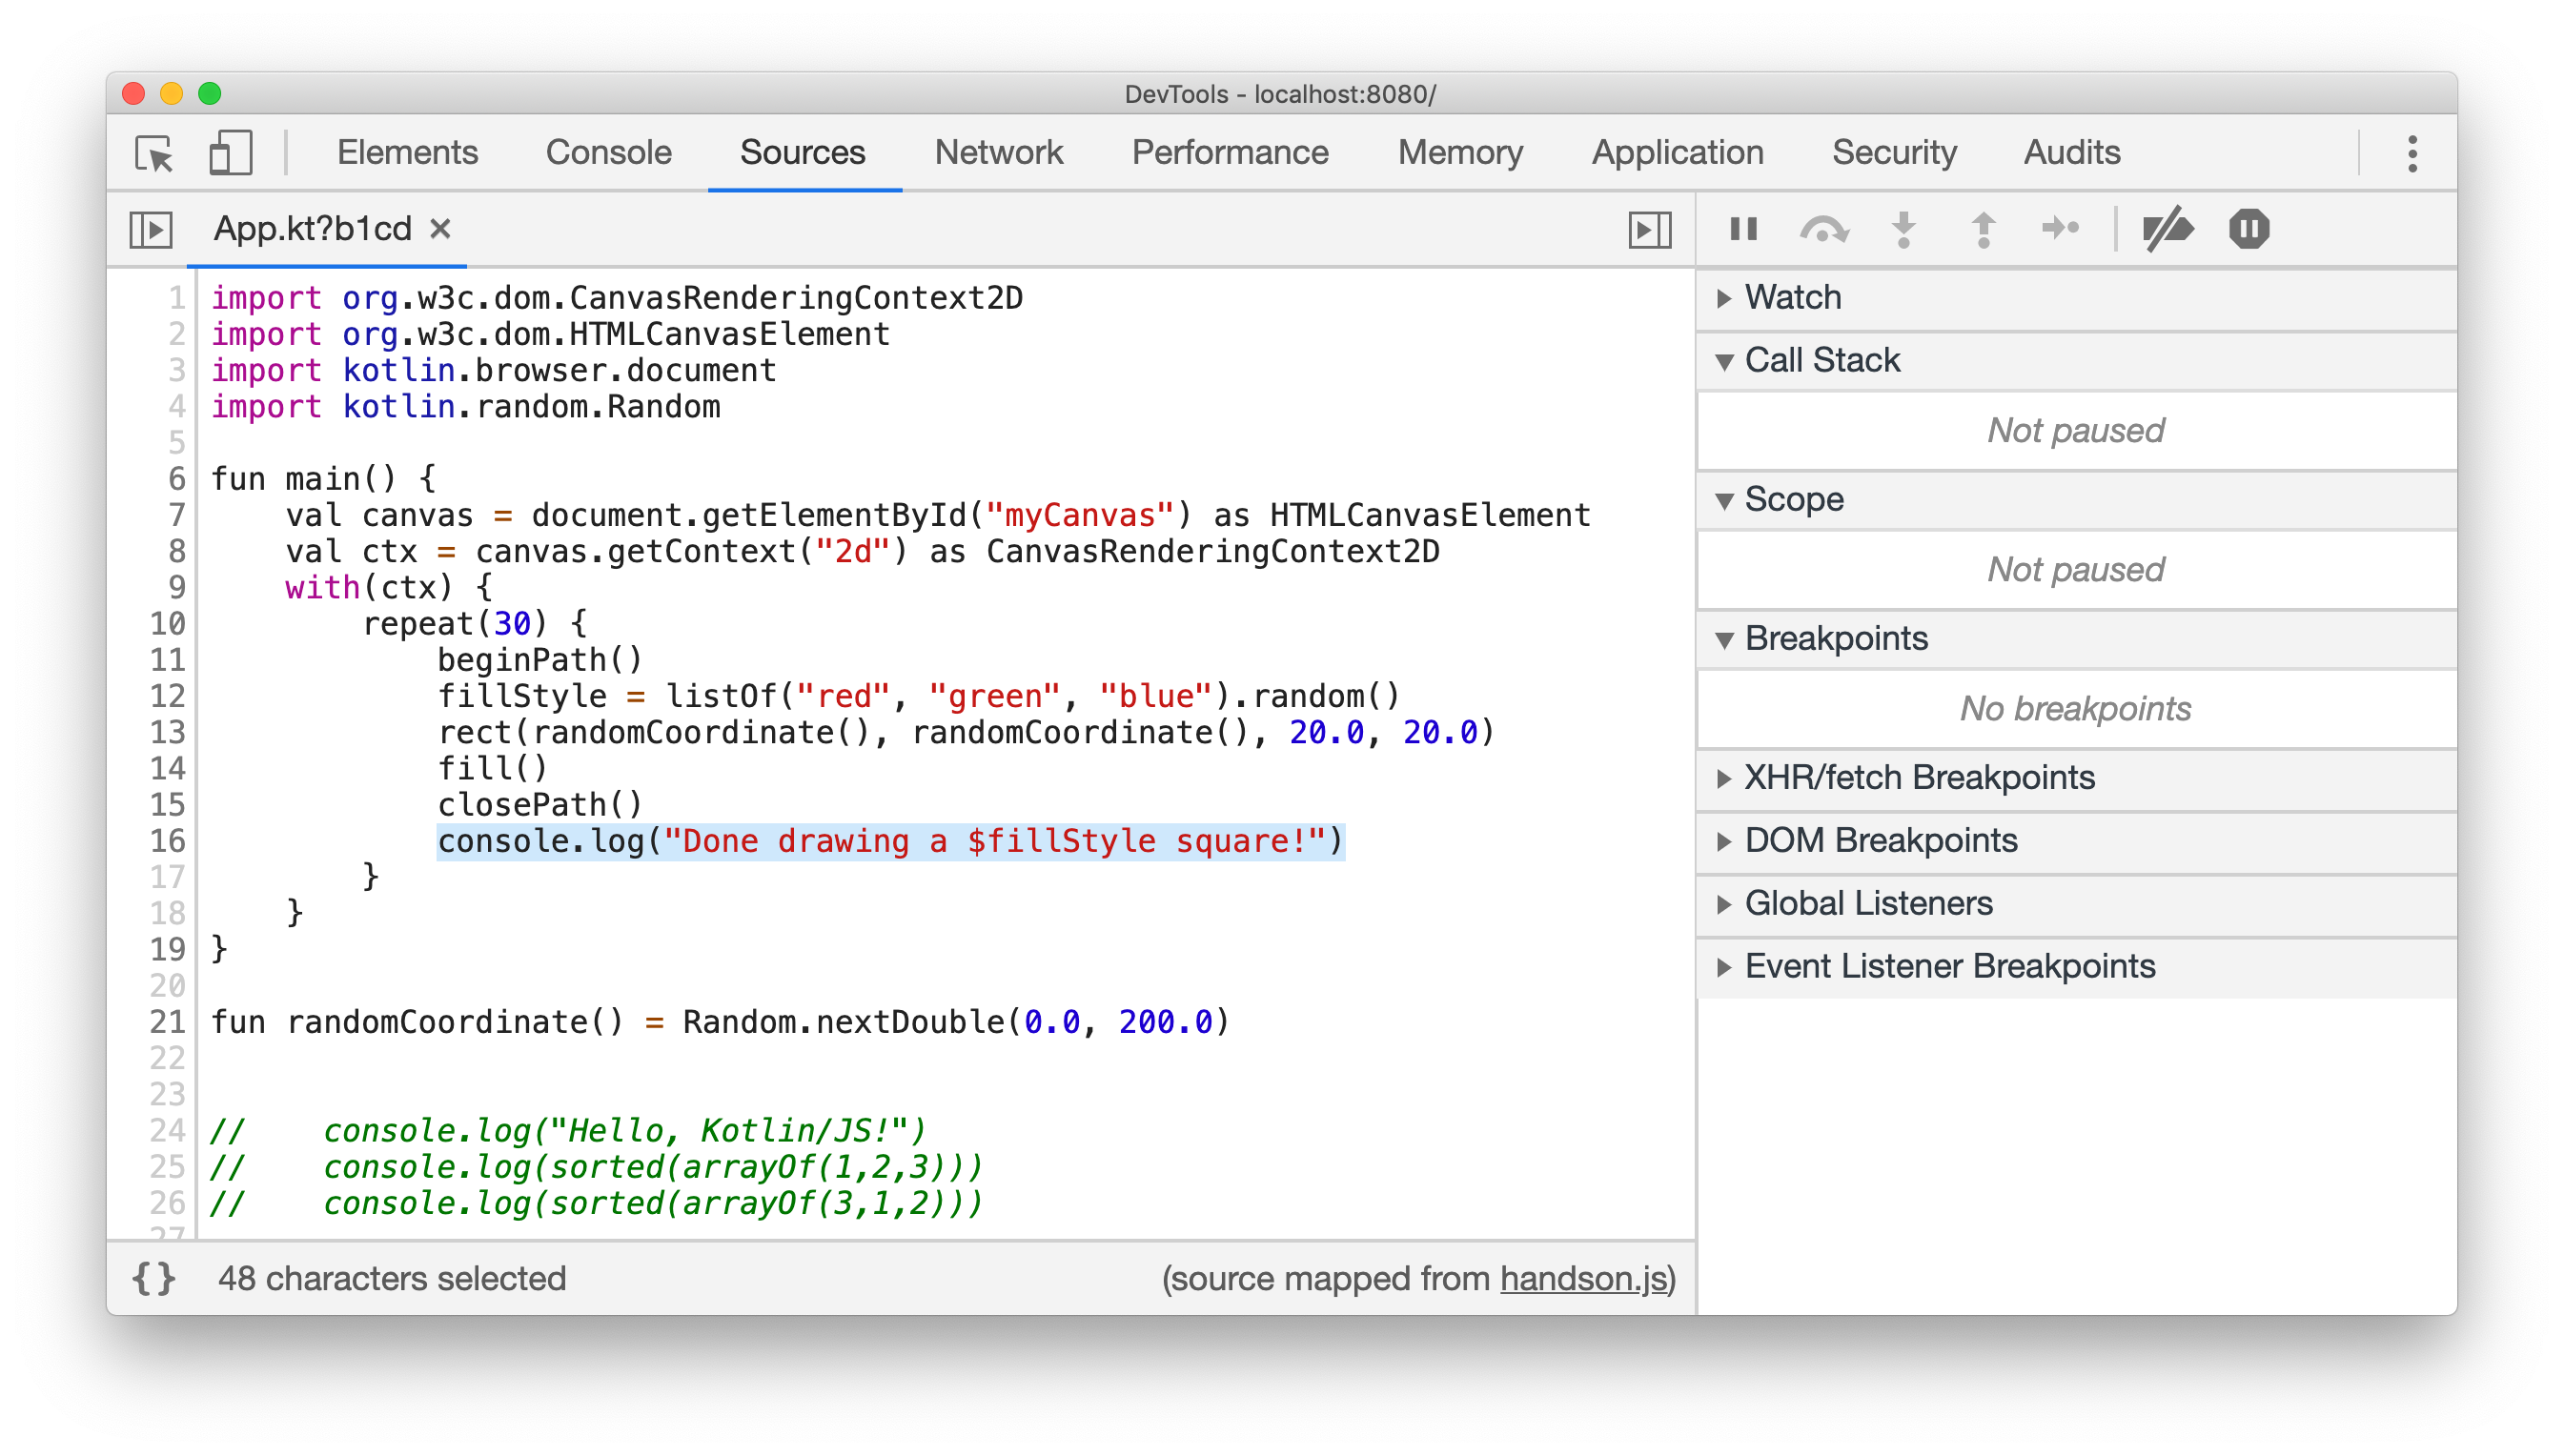 DevTools - localhost:8080/
Elements Console Sources Network Performance Memory Application Security Audits
App.kt?b1cd ×
1 import org.w3c.dom.CanvasRenderingContext2D
2 import org.w3c.dom.HTMLCanvasElement
3 import kotlin.browser.document
4 import kotlin.random.Random
5
6 fun main() {
7     val canvas = document.getElementById("myCanvas") as HTMLCanvasElement
8     val ctx = canvas.getContext("2d") as CanvasRenderingContext2D
9     with(ctx) {
10         repeat(30) {
11             beginPath()
12             fillStyle = listOf("red", "green", "blue").random()
13             rect(randomCoordinate(), randomCoordinate(), 20.0, 20.0)
14             fill()
15             closePath()
16             console.log("Done drawing a $fillStyle square!")
17         }
18     }
19 }
20
21 fun randomCoordinate() = Random.nextDouble(0.0, 200.0)
22
23
24 //    console.log("Hello, Kotlin/JS!")
25 //    console.log(sorted(arrayOf(1,2,3)))
26 //    console.log(sorted(arrayOf(3,1,2)))
27
{} 48 characters selected (source mapped from handson.js)
Watch
Call Stack
Not paused
Scope
Not paused
Breakpoints
No breakpoints
XHR/fetch Breakpoints
DOM Breakpoints
Global Listeners
Event Listener Breakpoints